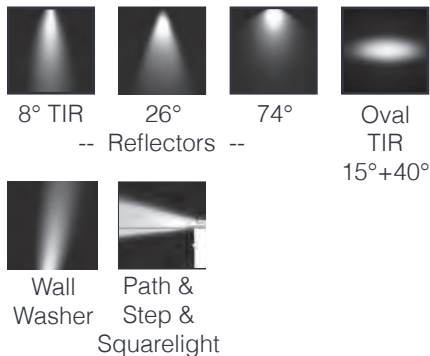 8° TIR
26°
74°
Oval
TIR
15°+40°
-- Reflectors --
Wall
Washer
Path &
Step &
Squarelight